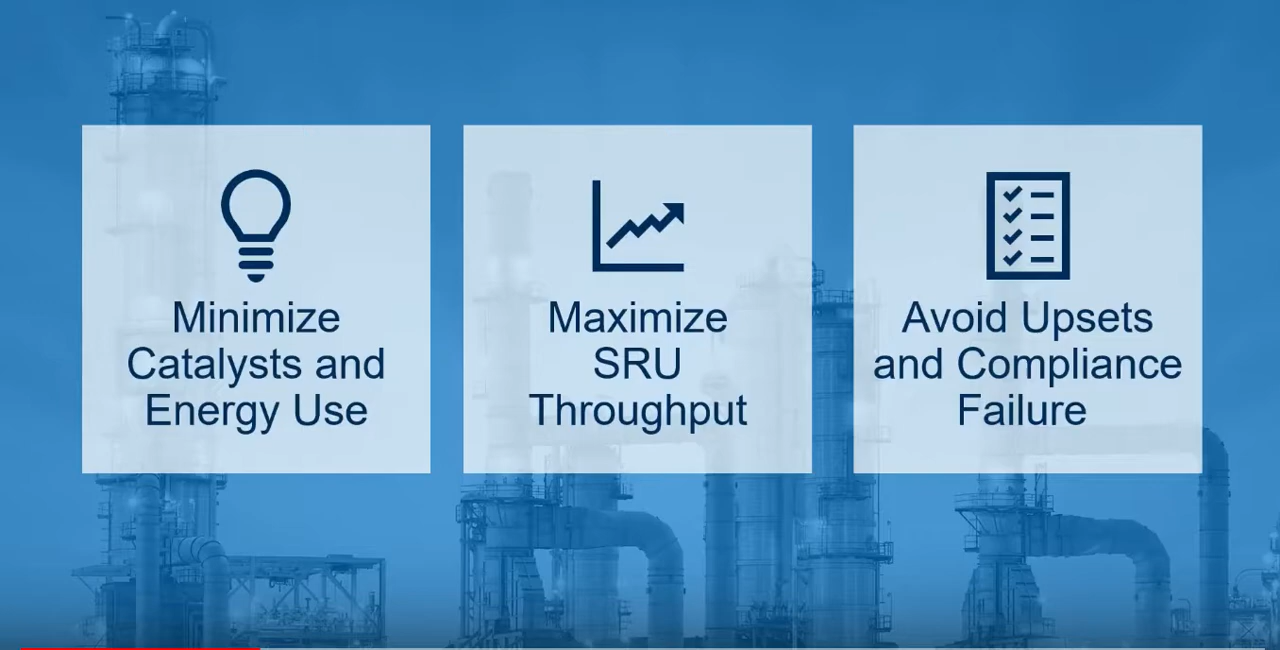 Minimize
Catalysts and
Energy Use
Maximize
SRU
Throughput
Avoid Upsets
and Compliance
Failure